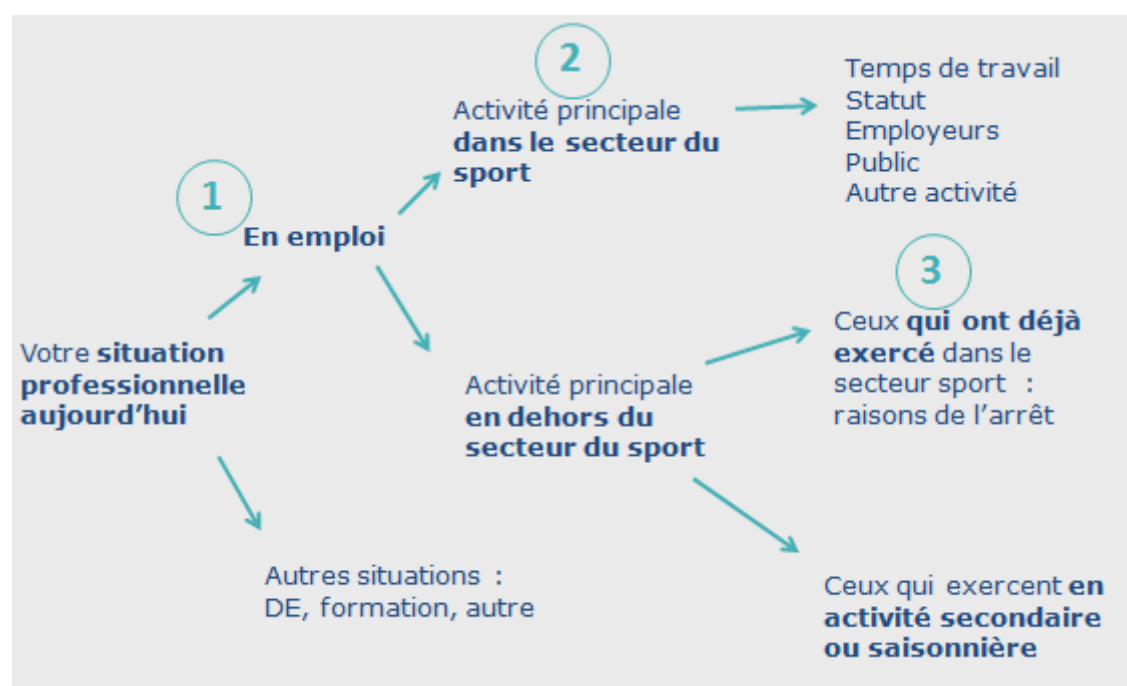 Votre situation
professionnelle
aujourd’hui
1
En emploi
Autres situations :
DE, formation, autre
2
Activité principale
dans le secteur du
sport
Temps de travail
Statut
Employeurs
Public
Autre activité
Activité principale
en dehors du
secteur du sport
3
Ceux qui ont déjà
exercé dans le
secteur sport :
raisons de l’arrêt
Ceux qui exercent en
activité secondaire
ou saisonnière